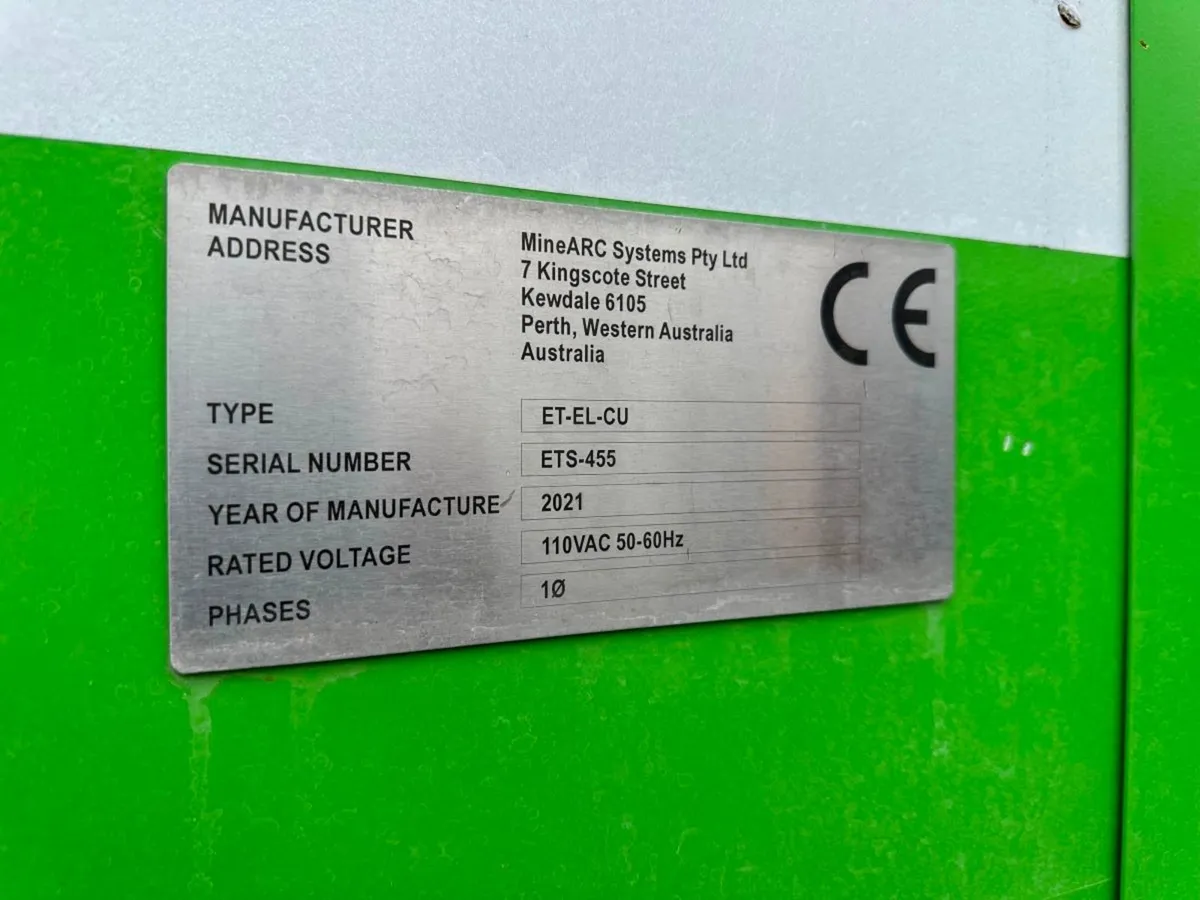 MANUFACTURER
ADDRESS
MineARC Systems Pty Ltd
7 Kingscote Street
Kewdale 6105
Perth, Western Australia
Australia
CE
TYPE ET-EL-CU
SERIAL NUMBER ETS-455
YEAR OF MANUFACTURE 2021
RATED VOLTAGE 110VAC 50-60Hz
PHASES 1Ø